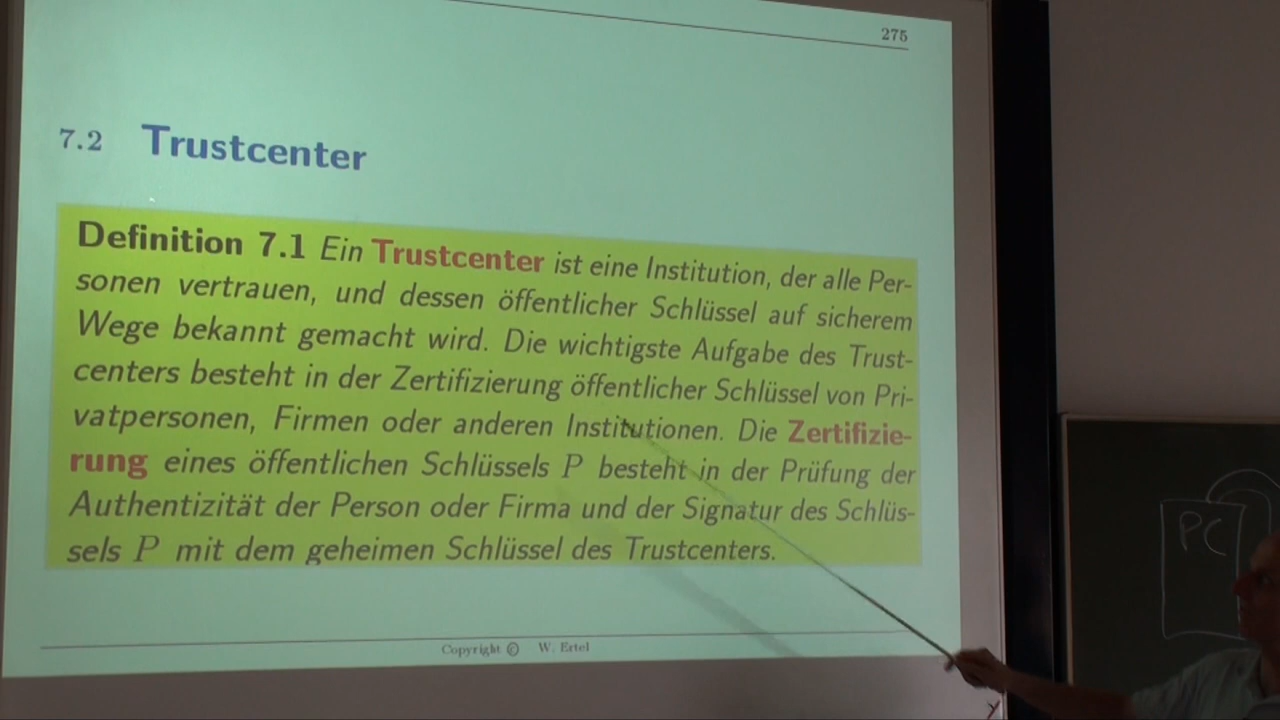 275
7.2 Trustcenter
Definition 7.1 Ein Trustcenter ist eine Institution, der alle Per-
sonen vertrauen, und dessen öffentlicher Schlüssel auf sicherem
Wege bekannt gemacht wird. Die wichtigste Aufgabe des Trust-
centers besteht in der Zertifizierung öffentlicher Schlüssel von Pri-
vatpersonen, Firmen oder anderen Institutionen. Die Zertifizie-
rung eines öffentlichen Schlüssels P besteht in der Prüfung der
Authentizität der Person oder Firma und der Signatur des Schlüs-
sels P mit dem geheimen Schlüssel des Trustcenters.
Copyright © W. Ertel
PC